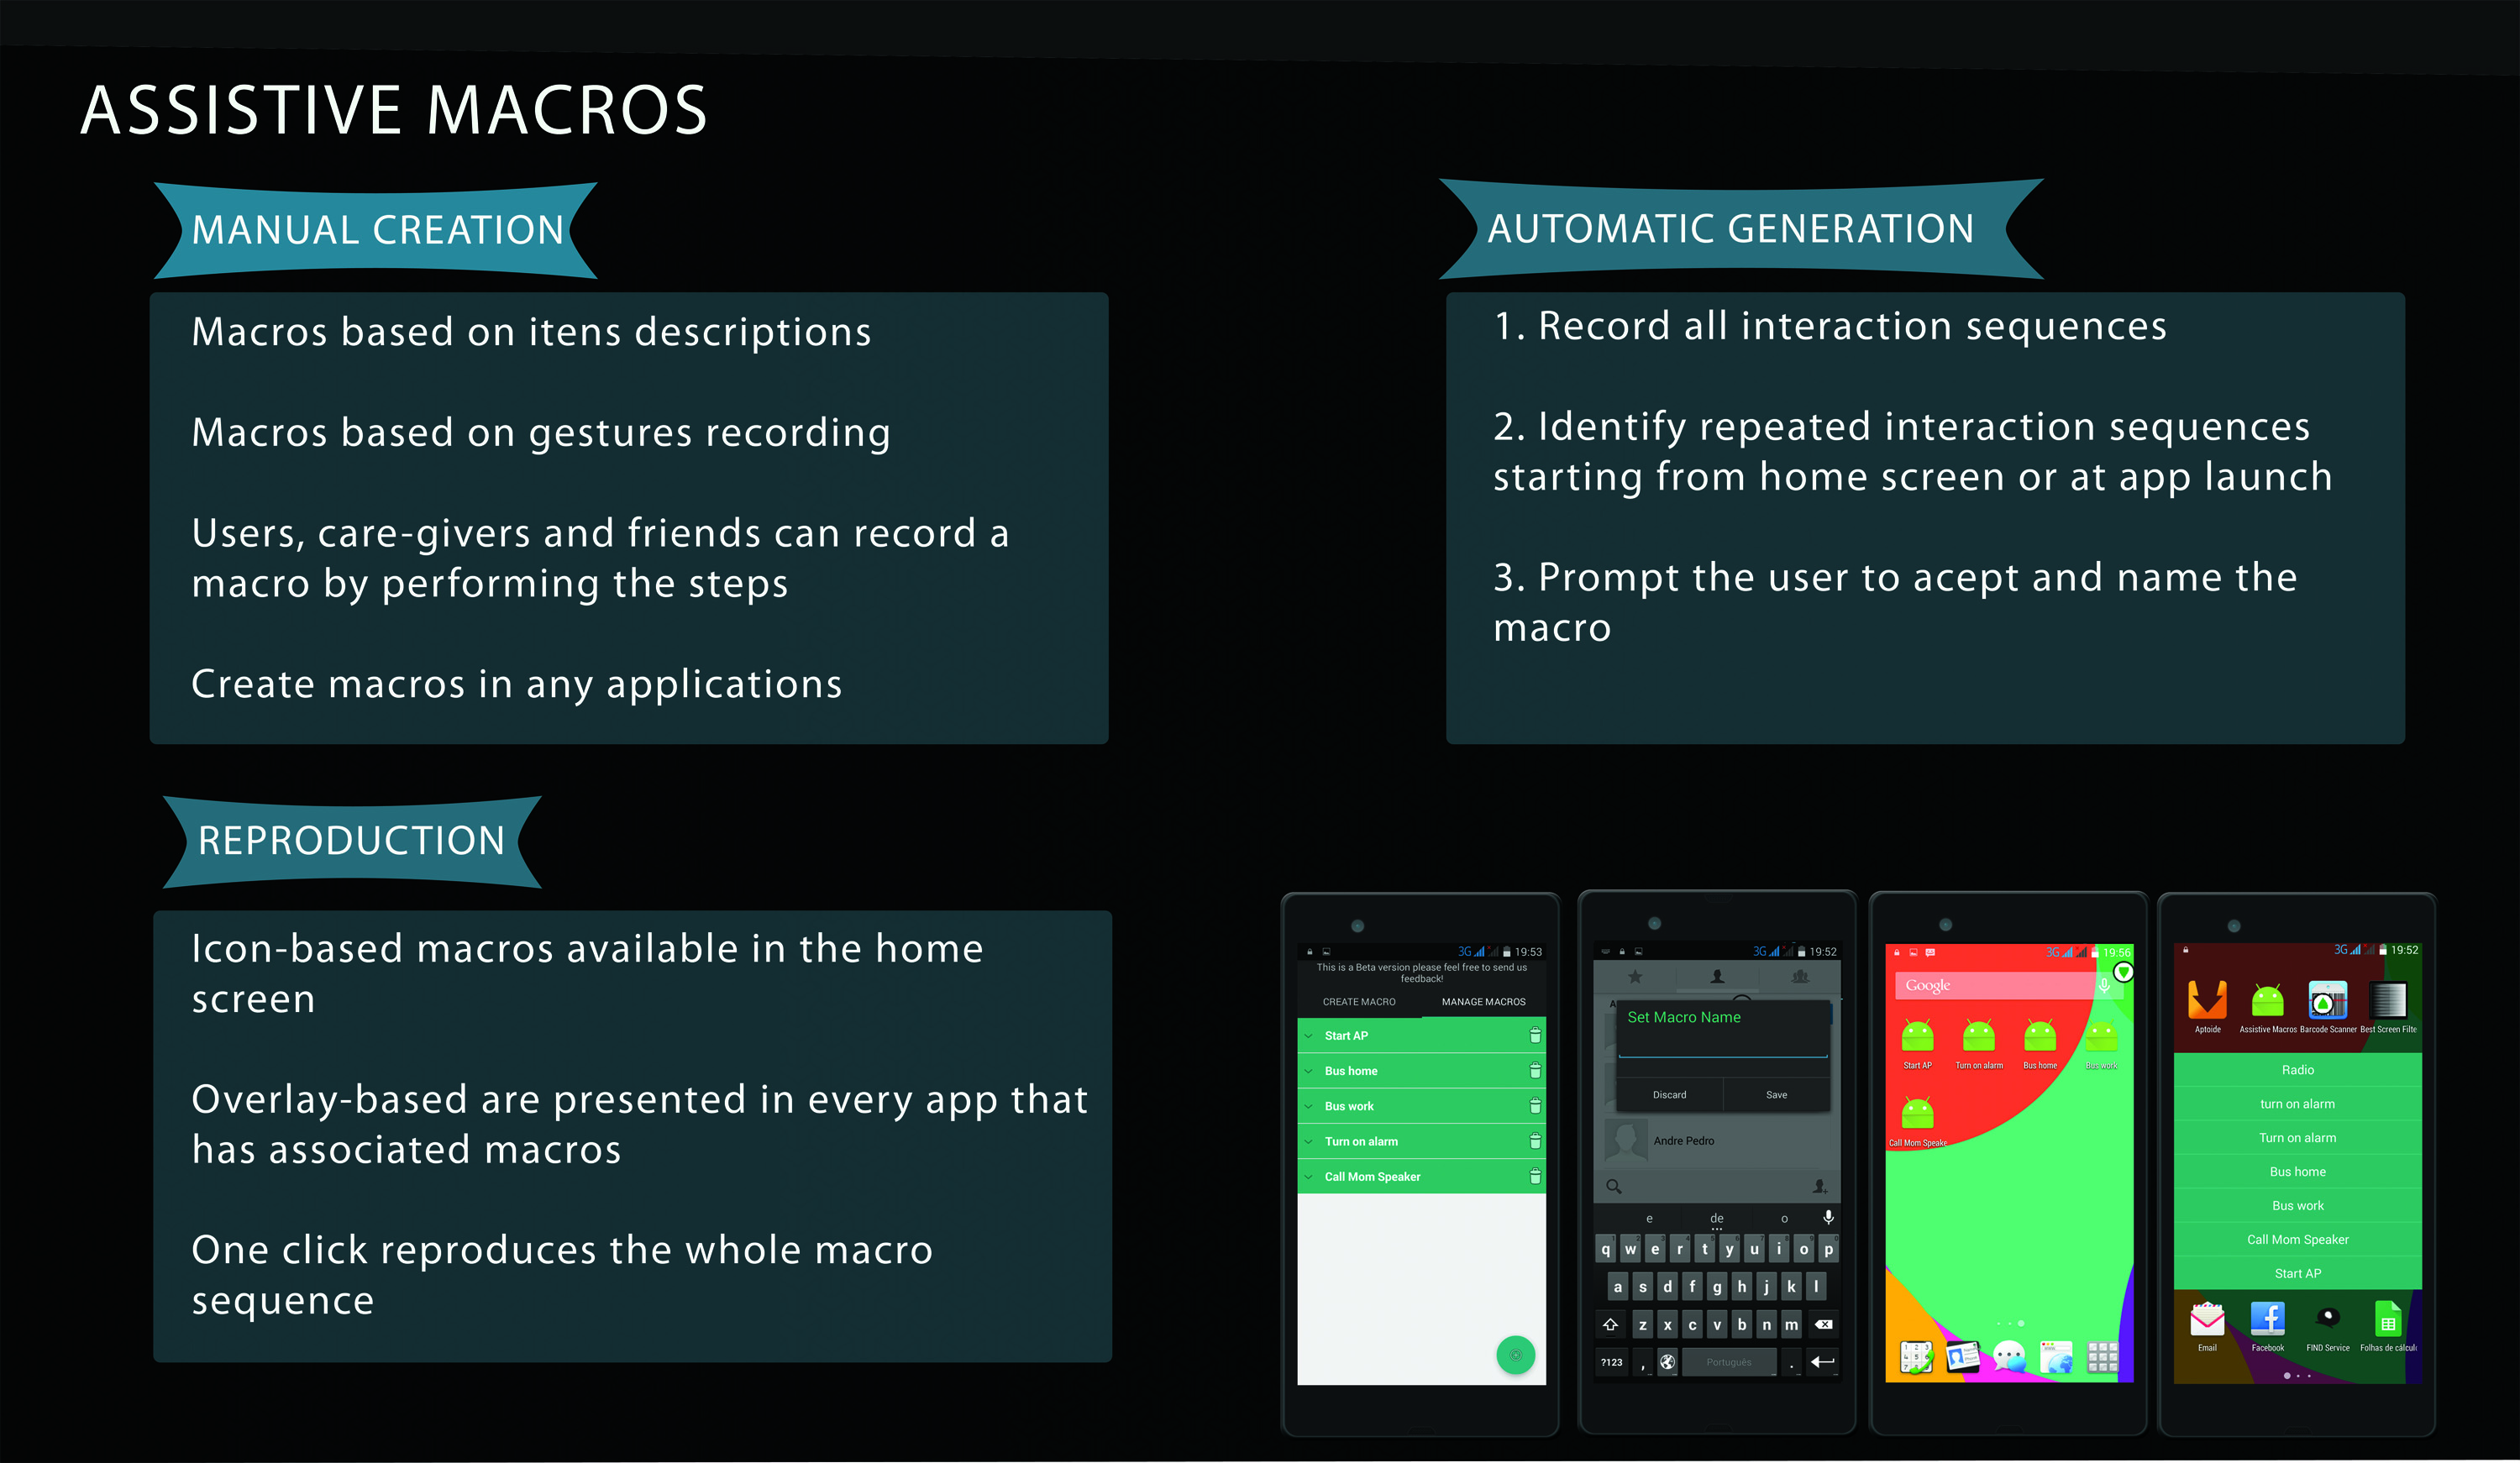 ASSISTIVE MACROS
MANUAL CREATION
Macros based on itens descriptions
Macros based on gestures recording
Users, care-givers and friends can record a
macro by performing the steps
Create macros in any applications
AUTOMATIC GENERATION
1. Record all interaction sequences
2. Identify repeated interaction sequences
starting from home screen or at app launch
3. Prompt the user to acept and name the
macro
REPRODUCTION
Icon-based macros available in the home
screen
Overlay-based are presented in every app that
has associated macros
One click reproduces the whole macro
sequence
3G 19:53
This is a Beta version please feel free to send us
feedback!
CREATE MACRO MANAGE MACROS
Start AP
Bus home
Bus work
Turn on alarm
Call Mom Speaker
3G 19:52
A
Set Macro Name
Discard Save
Andre Pedro
e de o
q w e r t y u i o p
a s d f g h j k l
z x c v b n m
?123 , Português .
3G 19:56
Google
Start AP Turn on alarm Bus home Bus work
Call Mom Speake
3G 19:52
Aptoide Assistive Macros Barcode Scanner Best Screen Filte
Radio
turn on alarm
Turn on alarm
Bus home
Bus work
Call Mom Speaker
Start AP
Email Facebook FIND Service Folhas de cálcul